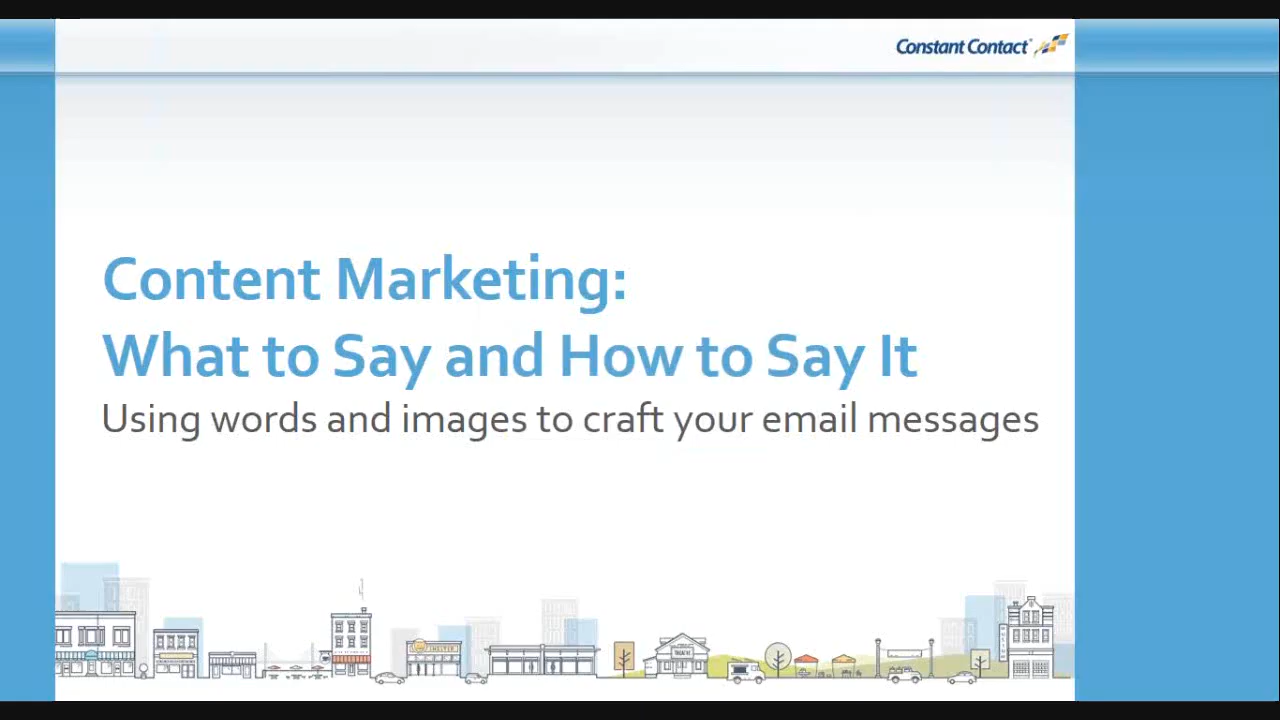 Constant Contact
Content Marketing:
What to Say and How to Say It
Using words and images to craft your email messages